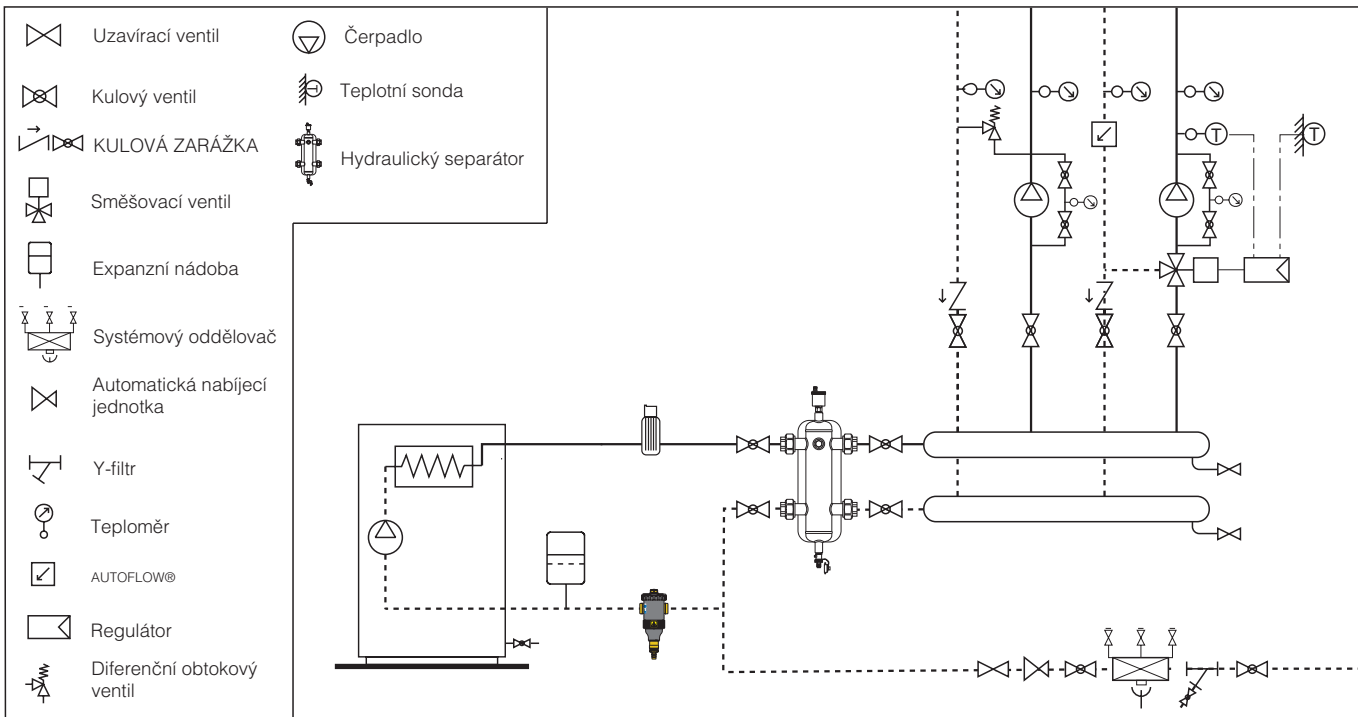 Uzavírací ventil
Kulový ventil
KULOVÁ ZARÁŽKA
Směšovací ventil
Expanzní nádoba
Systémový oddělovač
Automatická nabíjecí
jednotka
Y-filtr
Teploměr
AUTOFLOW®
Regulátor
Diferenční obtokový
ventil
Čerpadlo
Teplotní sonda
Hydraulický separátor
T
T